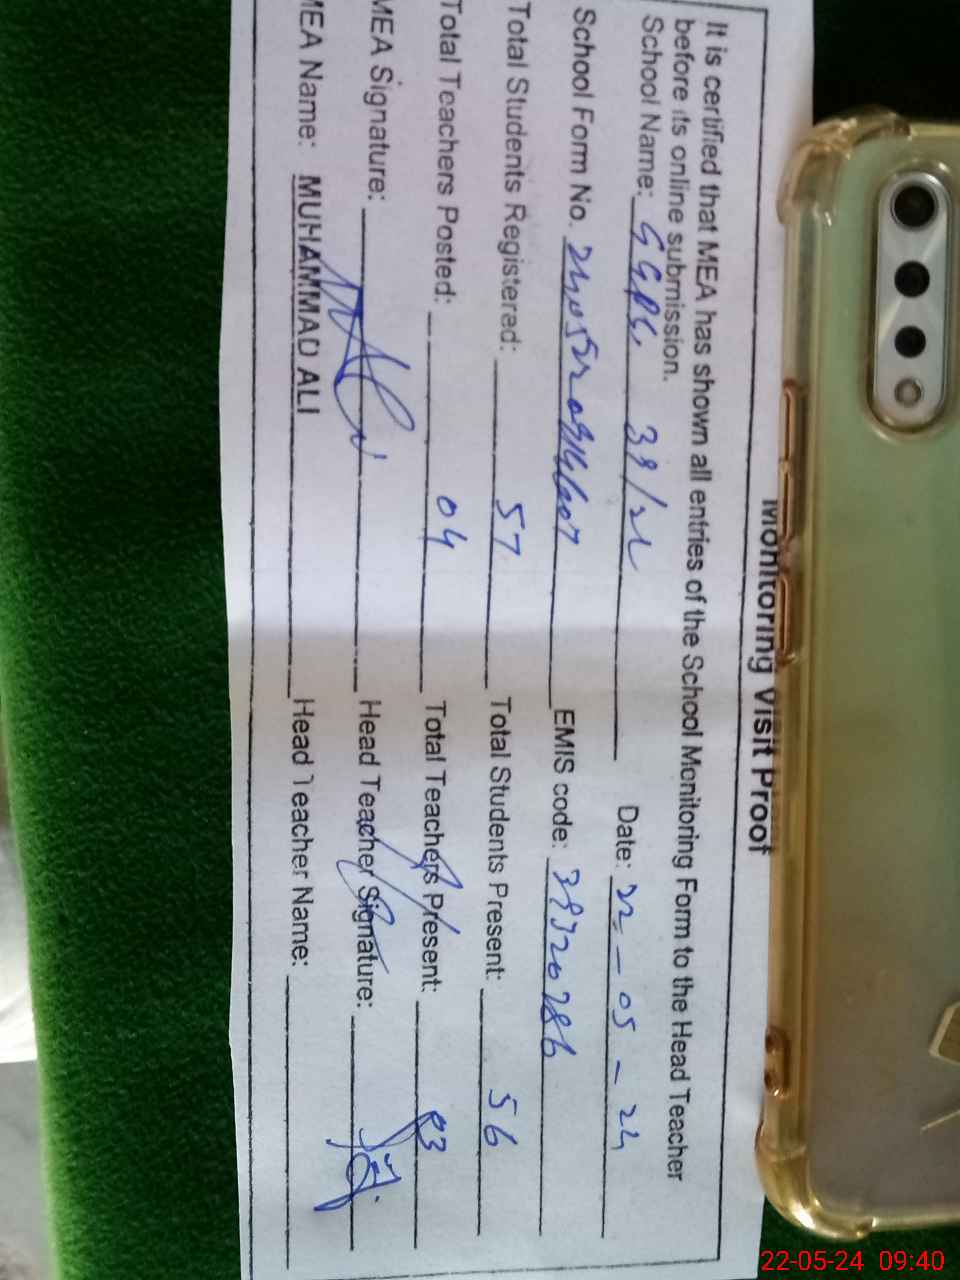 Monitoring Visit Proof
It is certified that MEA has shown all entries of the School Monitoring Form to the Head Teacher
before its online submission.
School Name: GGPS, 39/2L Date: 22-05-24
School Form No. EMIS code: 39320286
Total Students Registered: 57 Total Students Present: 56
Total Teachers Posted: 04 Total Teachers Present: 03
MEA Signature: Head Teacher Signature:
MEA Name: MUHAMMAD ALI Head Teacher Name:
22-05-24 09:40